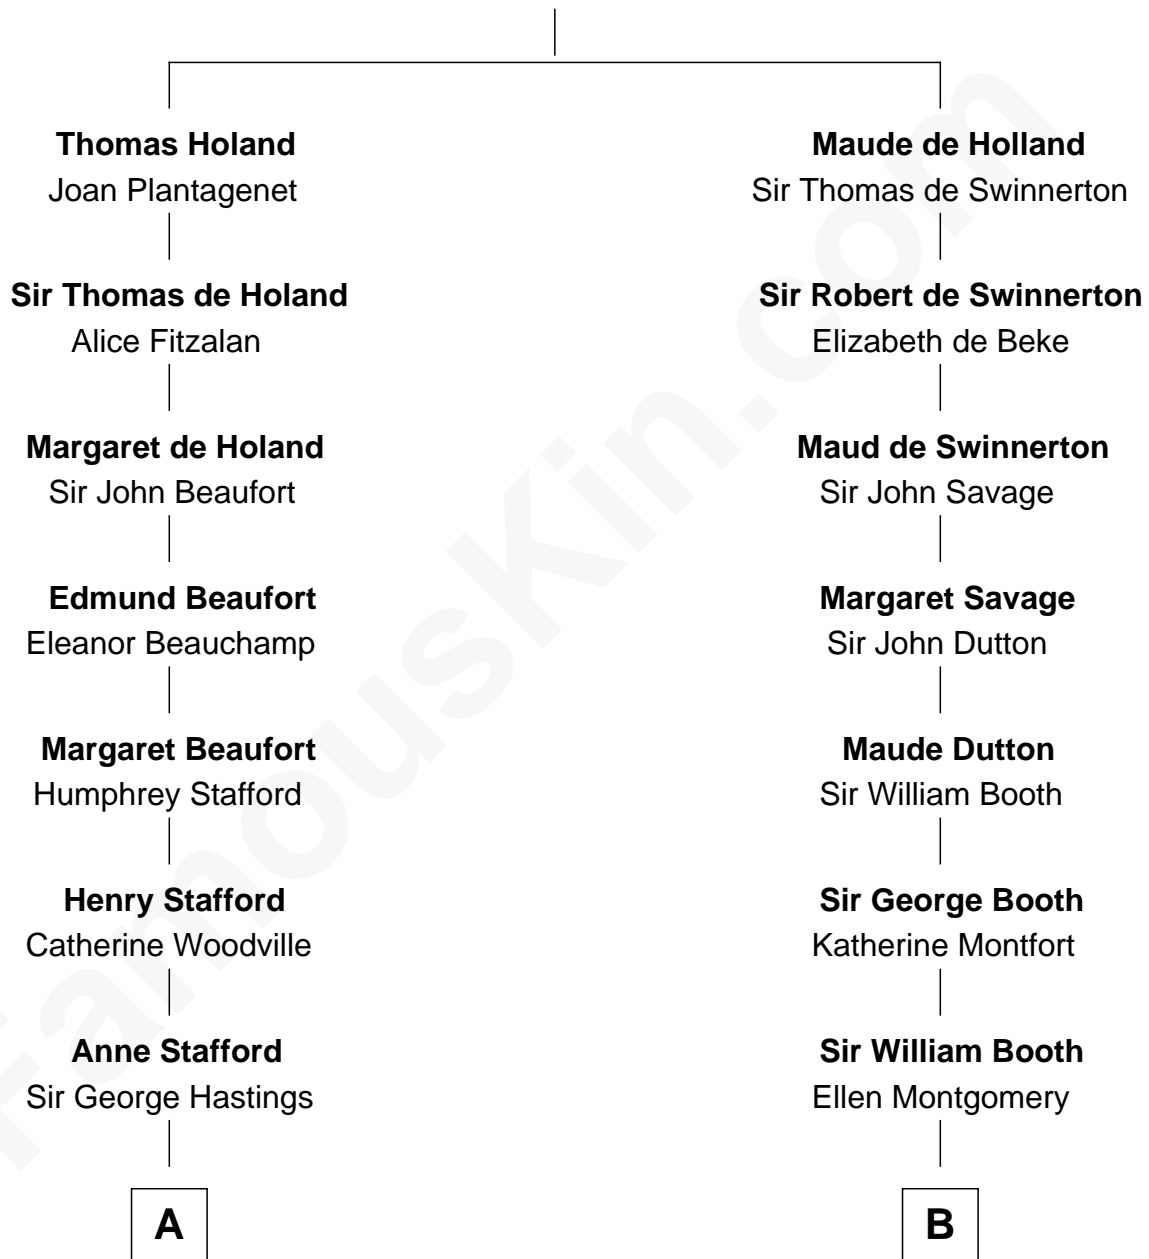 Thomas Holand
Joan Plantagenet
Sir Thomas de Holand
Alice Fitzalan
Margaret de Holand
Sir John Beaufort
Edmund Beaufort
Eleanor Beauchamp
Margaret Beaufort
Humphrey Stafford
Henry Stafford
Catherine Woodville
Anne Stafford
Sir George Hastings
A
Maude de Holland
Sir Thomas de Swinnerton
Sir Robert de Swinnerton
Elizabeth de Beke
Maud de Swinnerton
Sir John Savage
Margaret Savage
Sir John Dutton
Maude Dutton
Sir William Booth
Sir George Booth
Katherine Montfort
Sir William Booth
Ellen Montgomery
B
FamousKin.com